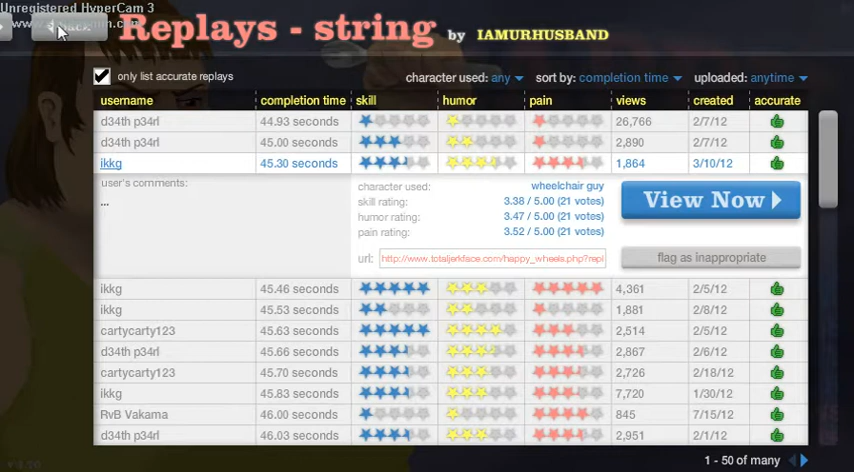 Unregistered HyperCam 3
Replays - string by IAMURHUSBAND
only list accurate replays
character used: any
sort by: completion time
uploaded: anytime
username completion time skill humor pain views created accurate
d34th p34rl 44.93 seconds 26,766 2/7/12
d34th p34rl 45.00 seconds 2,890 2/7/12
ikkg 45.30 seconds 1,864 3/10/12
user's comments:
...
character used: wheelchair guy
skill rating: 3.38 / 5.00 (21 votes)
humor rating: 3.47 / 5.00 (21 votes)
pain rating: 3.52 / 5.00 (21 votes)
url: http://www.totaljerkface.com/happy_wheels.php?repl
View Now
flag as inappropriate
ikkg 45.46 seconds 4,361 2/5/12
ikkg 45.53 seconds 1,881 2/8/12
cartycarty123 45.63 seconds 2,514 2/5/12
d34th p34rl 45.66 seconds 2,867 2/6/12
cartycarty123 45.70 seconds 2,726 2/18/12
ikkg 45.83 seconds 7,720 1/30/12
RvB Vakama 46.00 seconds 845 7/15/12
d34th p34rl 46.03 seconds 2,951 2/1/12
1 - 50 of many